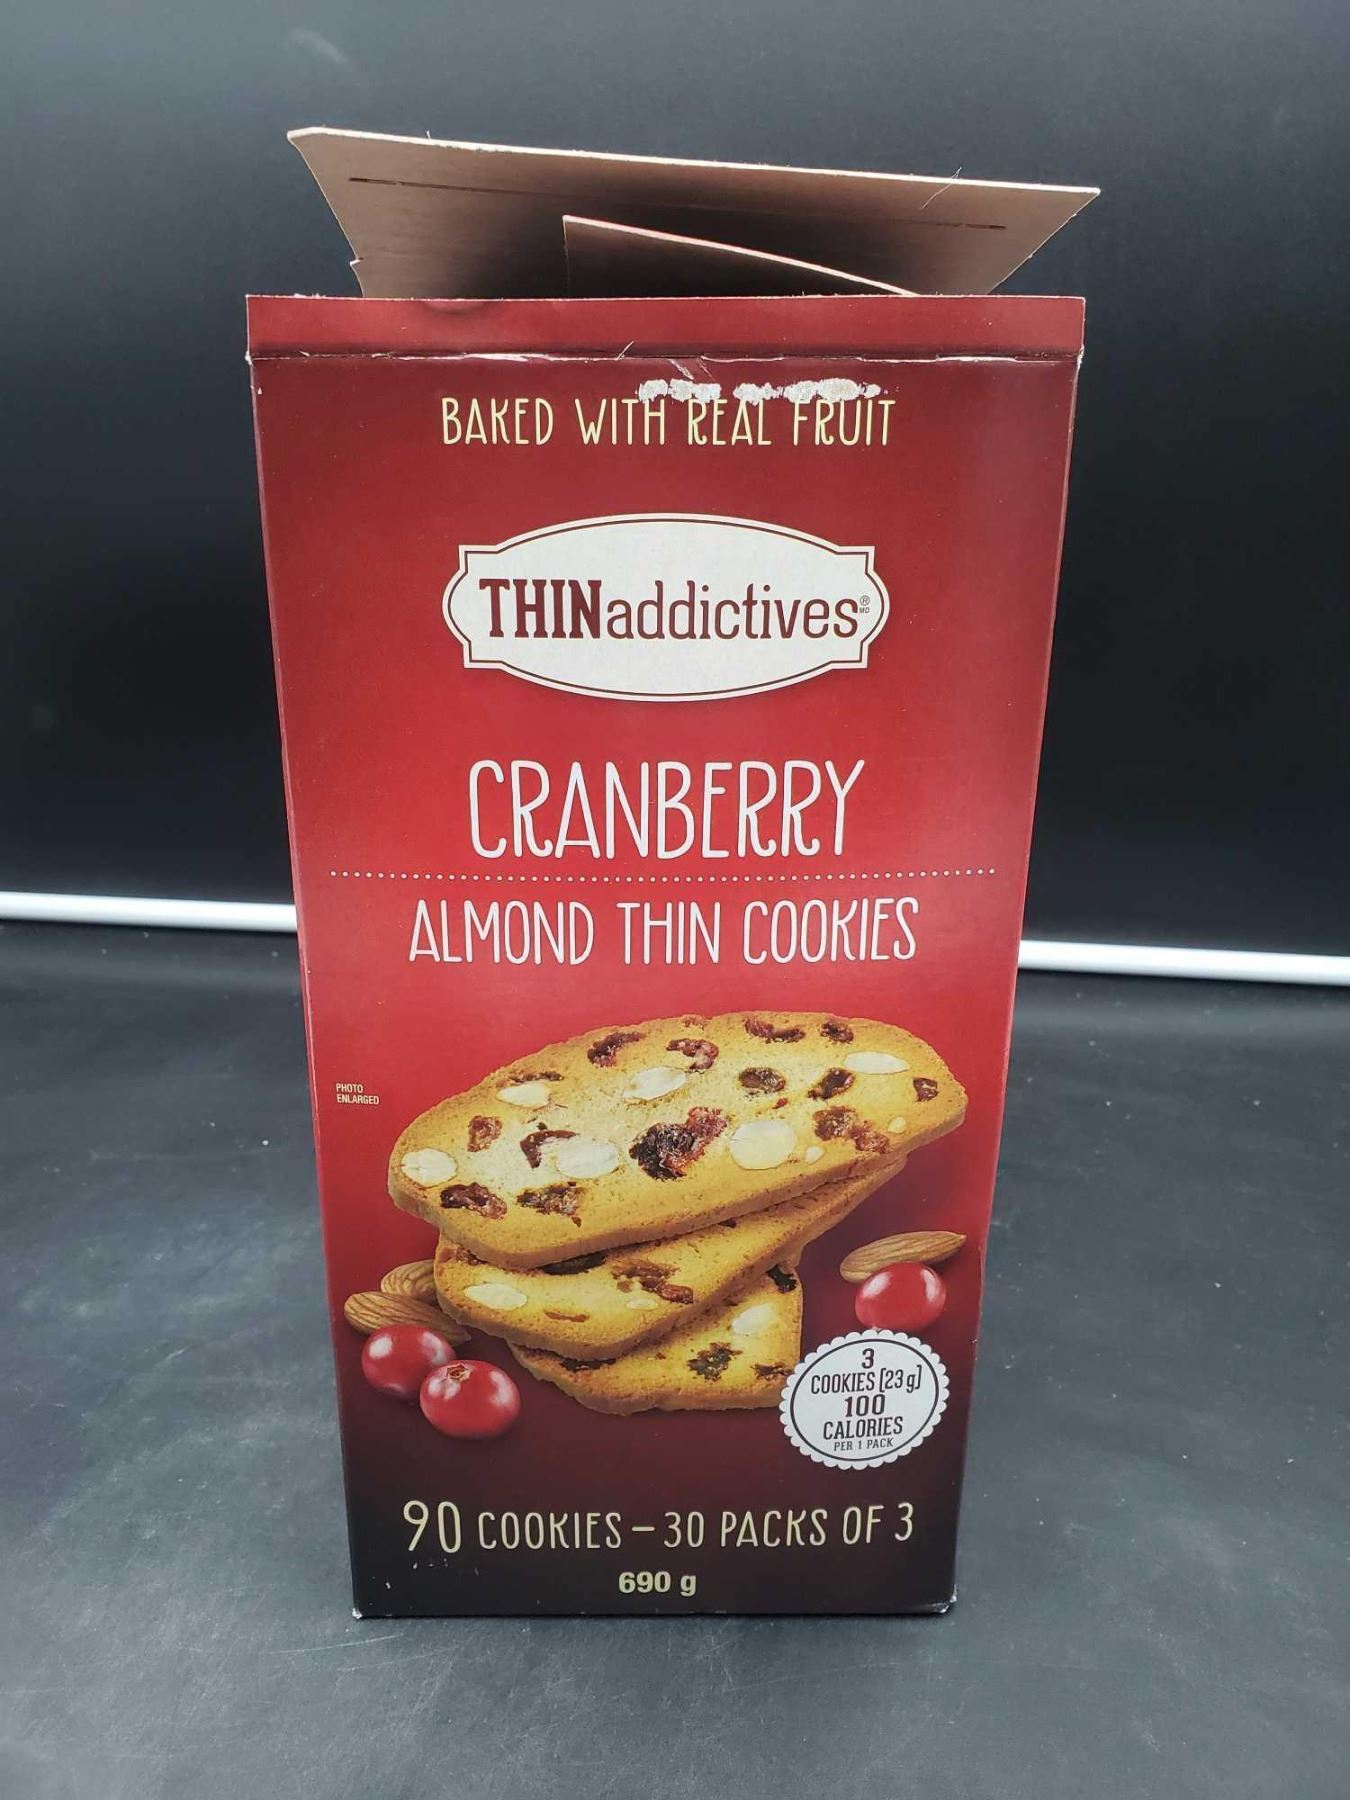 BAKED WITH REAL FRUIT
THINaddictives® MD
CRANBERRY
ALMOND THIN COOKIES
PHOTO
ENLARGED
3
COOKIES (23 g)
100
CALORIES
PER 1 PACK
90 COOKIES – 30 PACKS OF 3
690 g